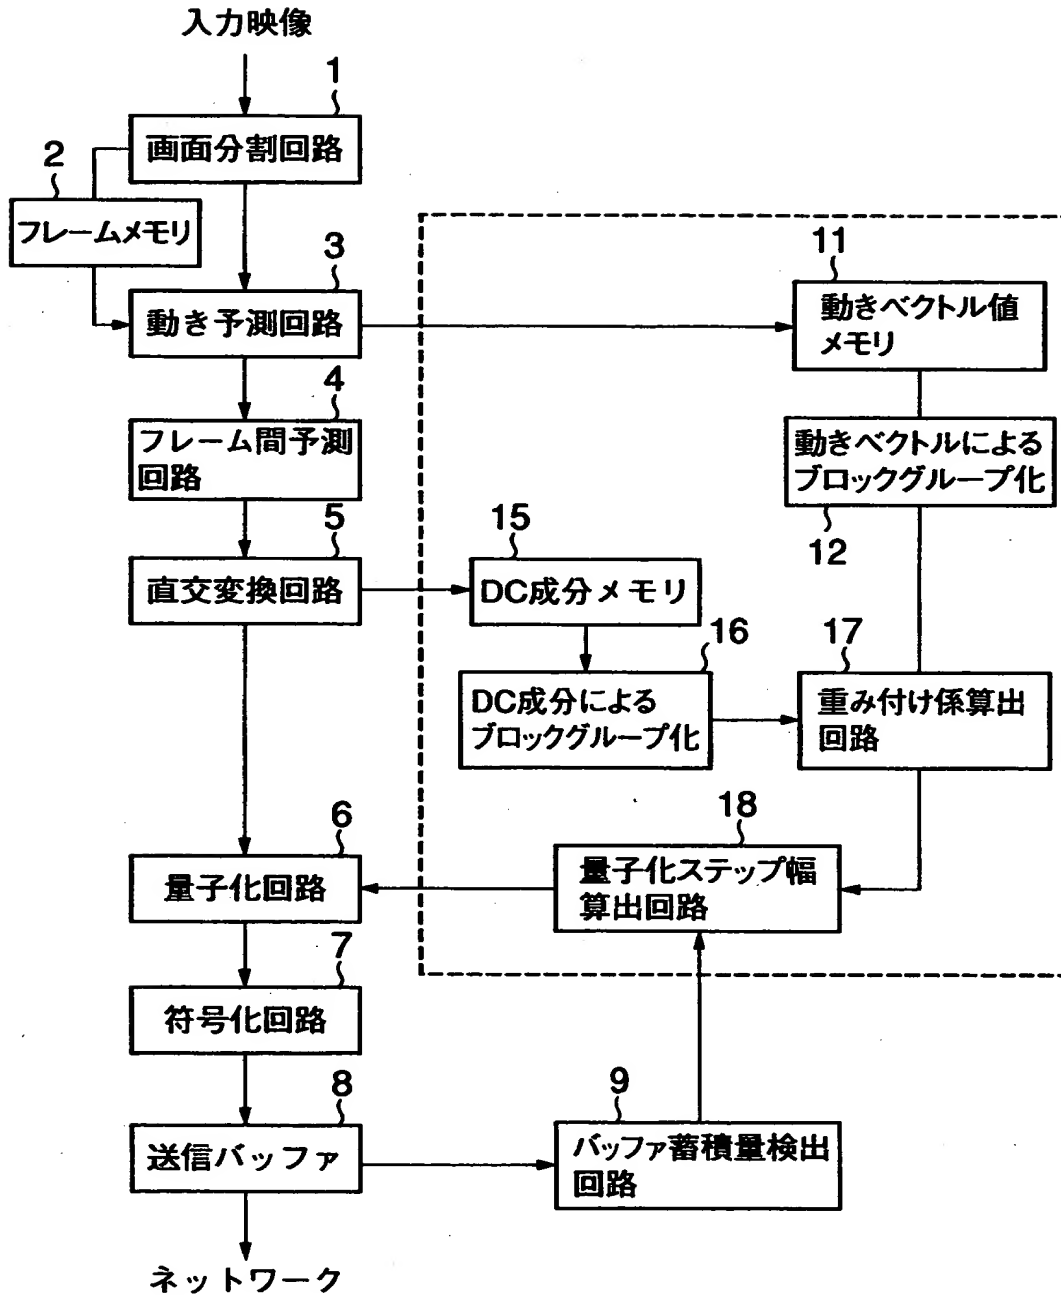 入力映像
1
画面分割回路
2
フレームメモリ
3
動き予測回路
11
動きベクトル値
メモリ
4
フレーム間予測
回路
動きベクトルによる
ブロックグループ化
12
5
直交変換回路
15
DC成分メモリ
16
DC成分による
ブロックグループ化
17
重み付け係算出
回路
6
量子化回路
18
量子化ステップ幅
算出回路
7
符号化回路
8
送信バッファ
9
バッファ蓄積量検出
回路
ネットワーク